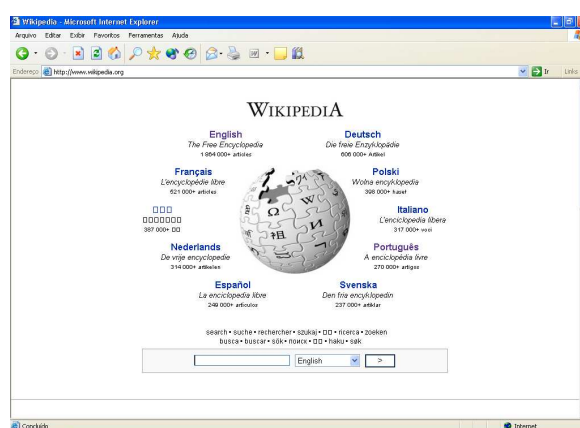 Wikipedia - Microsoft Internet Explorer
Arquivo Editar Exibir Favoritos Ferramentas Ajuda
Endereço http://www.wikipedia.org Ir Links
WIKIPEDIA
English
The Free Encyclopedia
1 864 000+ articles
Deutsch
Die freie Enzyklopädie
606 000+ Artikel
Français
L'encyclopédie libre
521 000+ articles
Polski
Wolna encyklopedia
398 000+ haseł
387 000+
Italiano
L'enciclopedia libera
317 000+ voci
Nederlands
De vrije encyclopedie
314 000+ artikelen
Português
A enciclopédia livre
270 000+ artigos
Español
La enciclopedia libre
249 000+ artículos
Svenska
Den fria encyklopedin
237 000+ artiklar
search • suche • rechercher • szukaj • □□ • ricerca • zoeken
busca • buscar • sök • поиск • □□ • haku • søk
English >
Concluído Internet